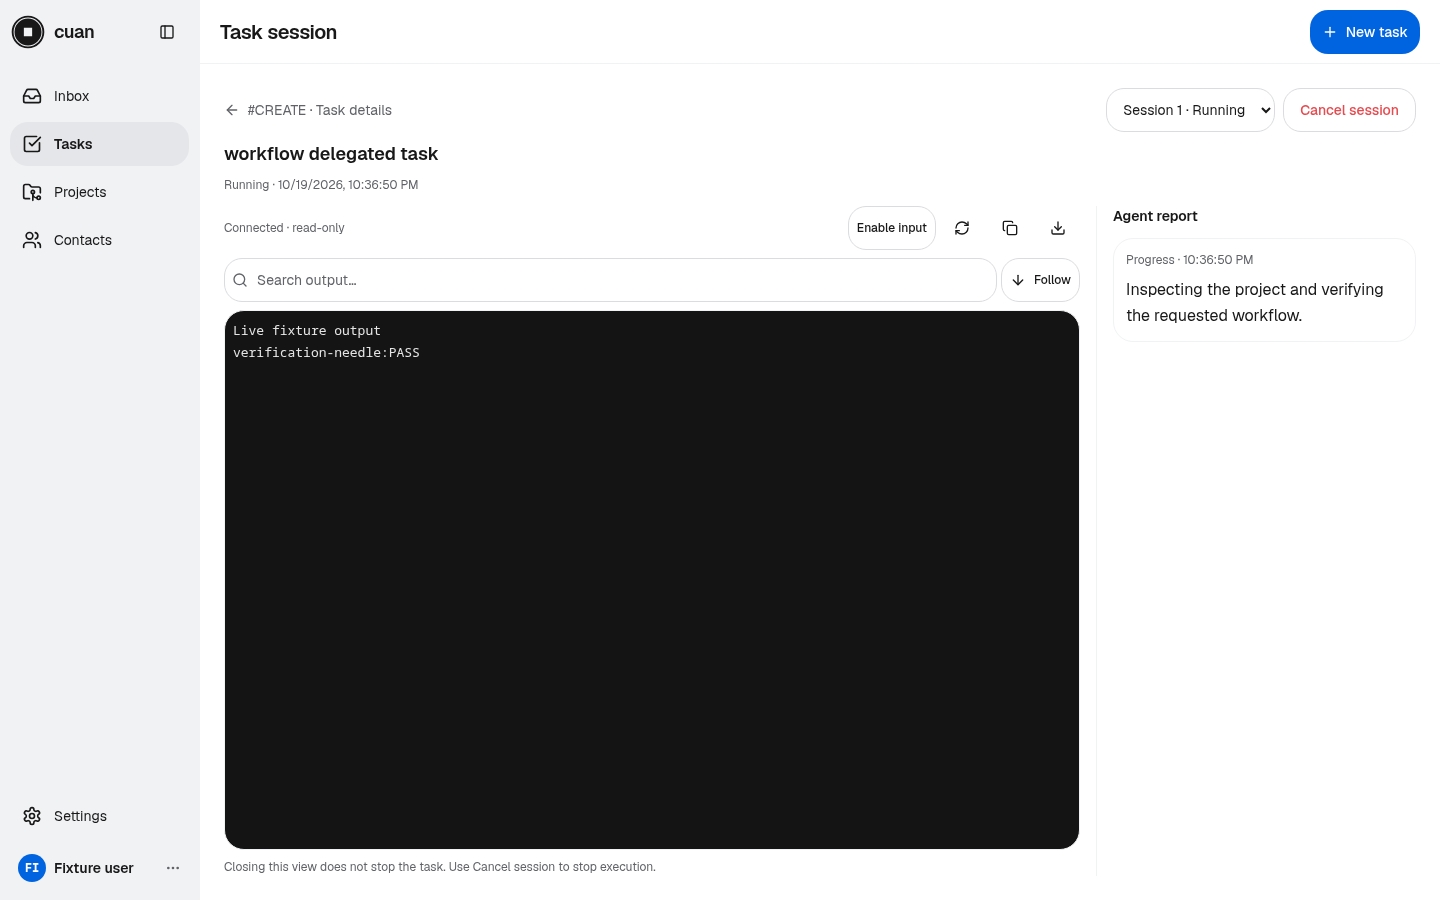 cuan
Task session
New task
Inbox
Tasks
Projects
Contacts
#CREATE · Task details
Session 1 · Running
Cancel session
workflow delegated task
Running · 10/19/2026, 10:36:50 PM
Connected · read-only
Enable input
Search output…
Follow
Live fixture output
verification-needle:PASS
Closing this view does not stop the task. Use Cancel session to stop execution.
Agent report
Progress · 10:36:50 PM
Inspecting the project and verifying
the requested workflow.
Settings
FI
Fixture user